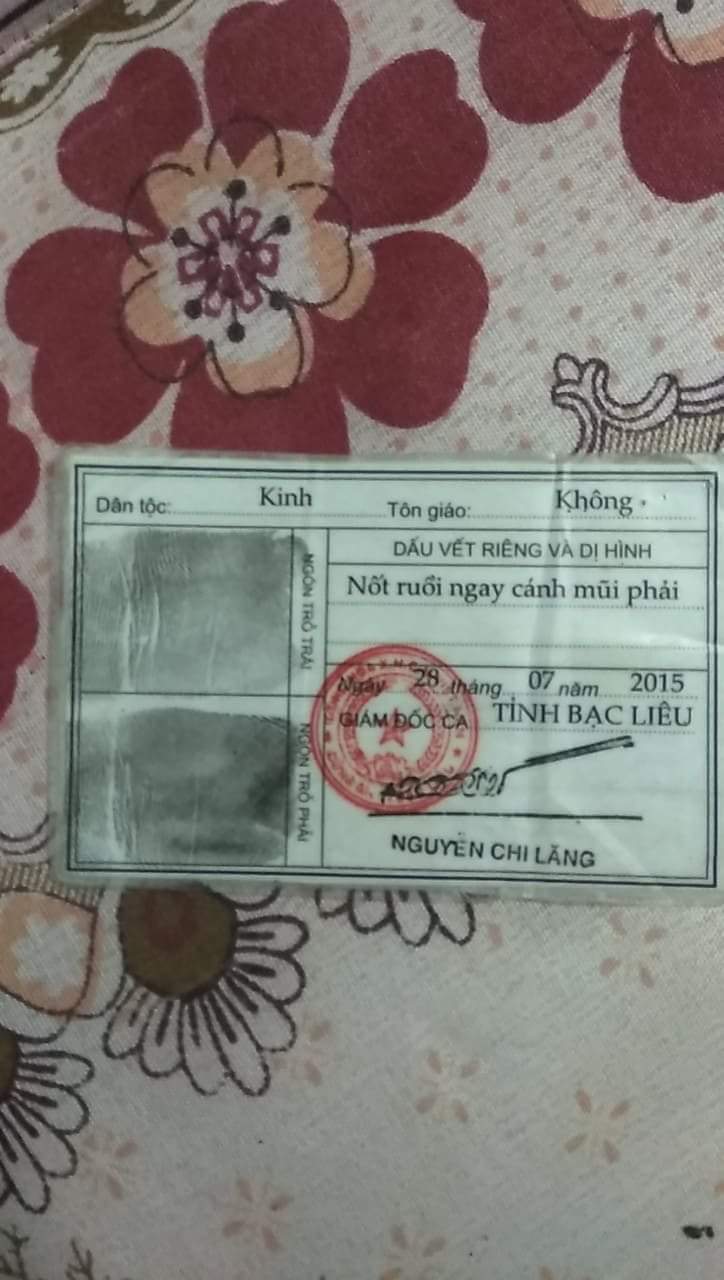 Dân tộc: Kinh Tôn giáo: Không
NGÓN TRỎ TRÁI
DẤU VẾT RIÊNG VÀ DỊ HÌNH
Nốt ruồi ngay cánh mũi phải
Ngày 28 tháng 07 năm 2015
GIÁM ĐỐC CA TỈNH BẠC LIÊU
NGÓN TRỎ PHẢI
NGUYỄN CHI LĂNG